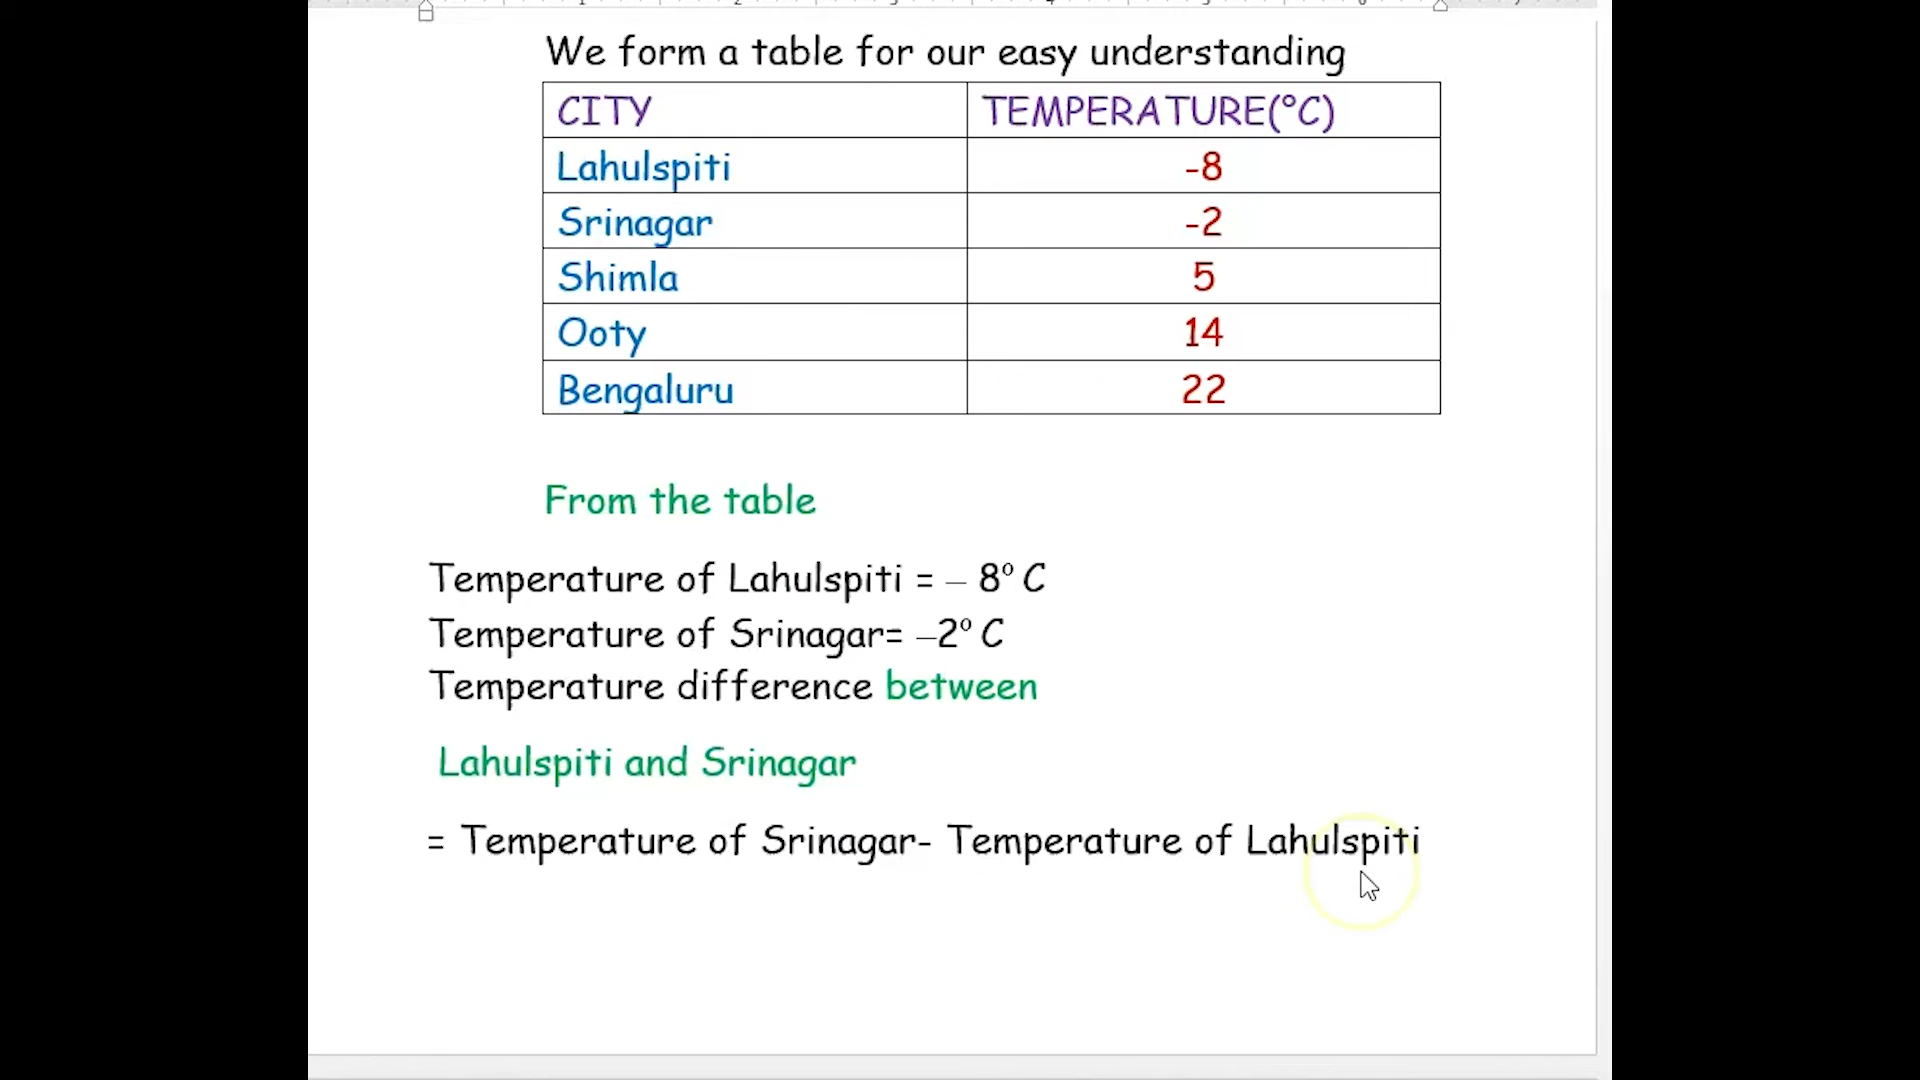 We form a table for our easy understanding
CITY TEMPERATURE(°C)
Lahulspiti -8
Srinagar -2
Shimla 5
Ooty 14
Bengaluru 22
From the table
Temperature of Lahulspiti = – 8° C
Temperature of Srinagar= –2° C
Temperature difference between
Lahulspiti and Srinagar
= Temperature of Srinagar- Temperature of Lahulspiti